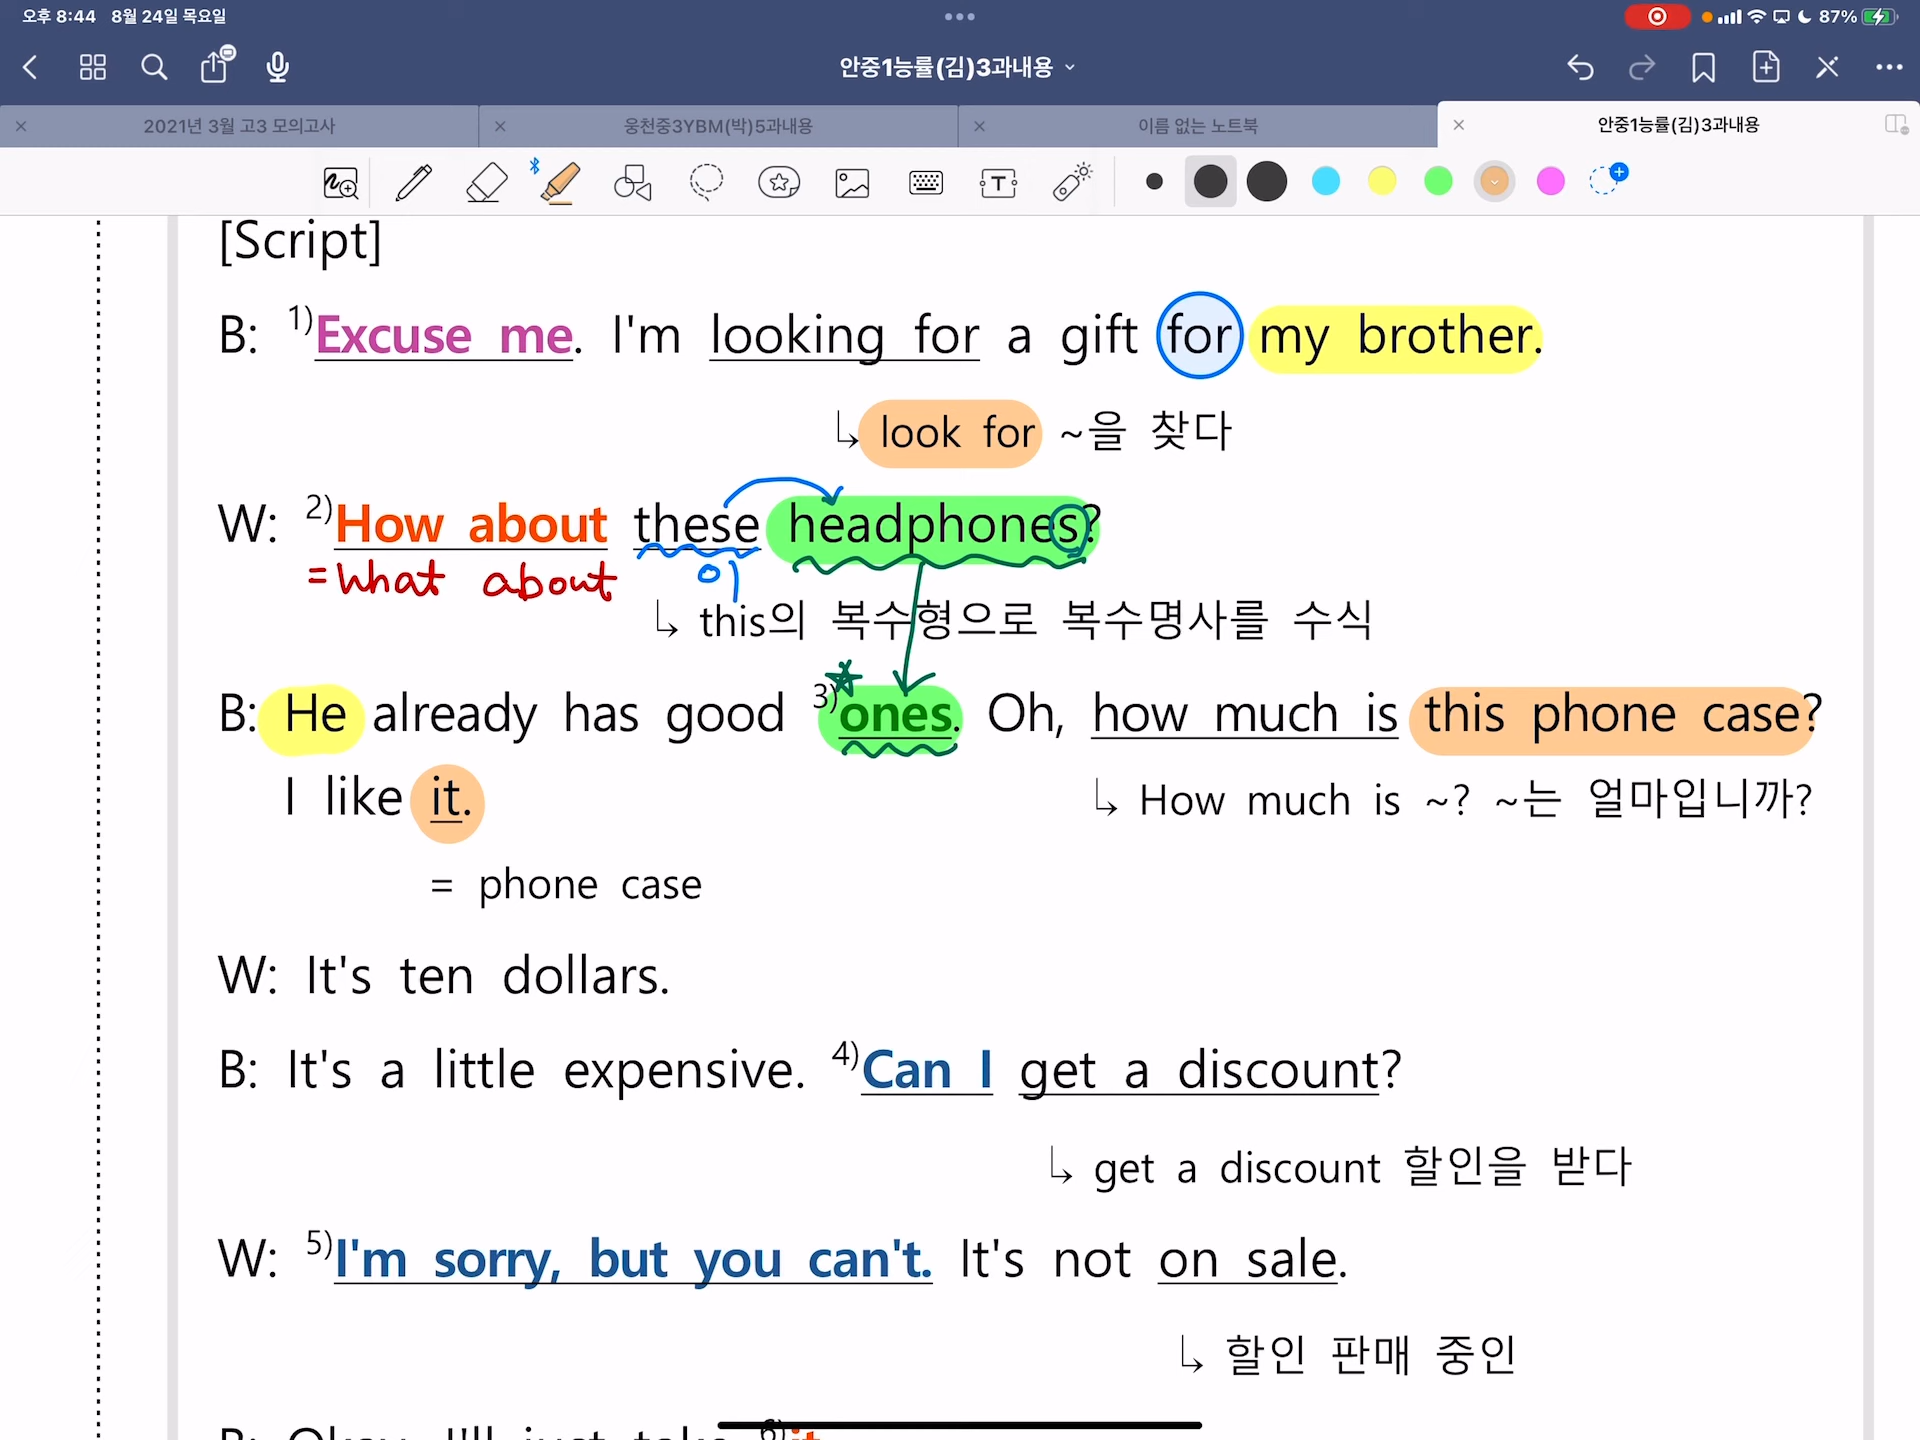 오후 8:44 8월 24일 목요일
87%
안중1능률(김)3과내용
2021년 3월 고3 모의고사
웅천중3YBM(박)5과내용
이름 없는 노트북
안중1능률(김)3과내용
[Script]
B: 1)Excuse me. I'm looking for a gift for my brother.
↳ look for ~을 찾다
W: 2)How about these headphones?
= what about
이
↳ this의 복수형으로 복수명사를 수식
B: He already has good 3)ones. Oh, how much is this phone case?
I like it.
↳ How much is ~? ~는 얼마입니까?
= phone case
W: It's ten dollars.
B: It's a little expensive. 4)Can I get a discount?
↳ get a discount 할인을 받다
W: 5)I'm sorry, but you can't. It's not on sale.
↳ 할인 판매 중인
B: Okay. I'll just take 6)it